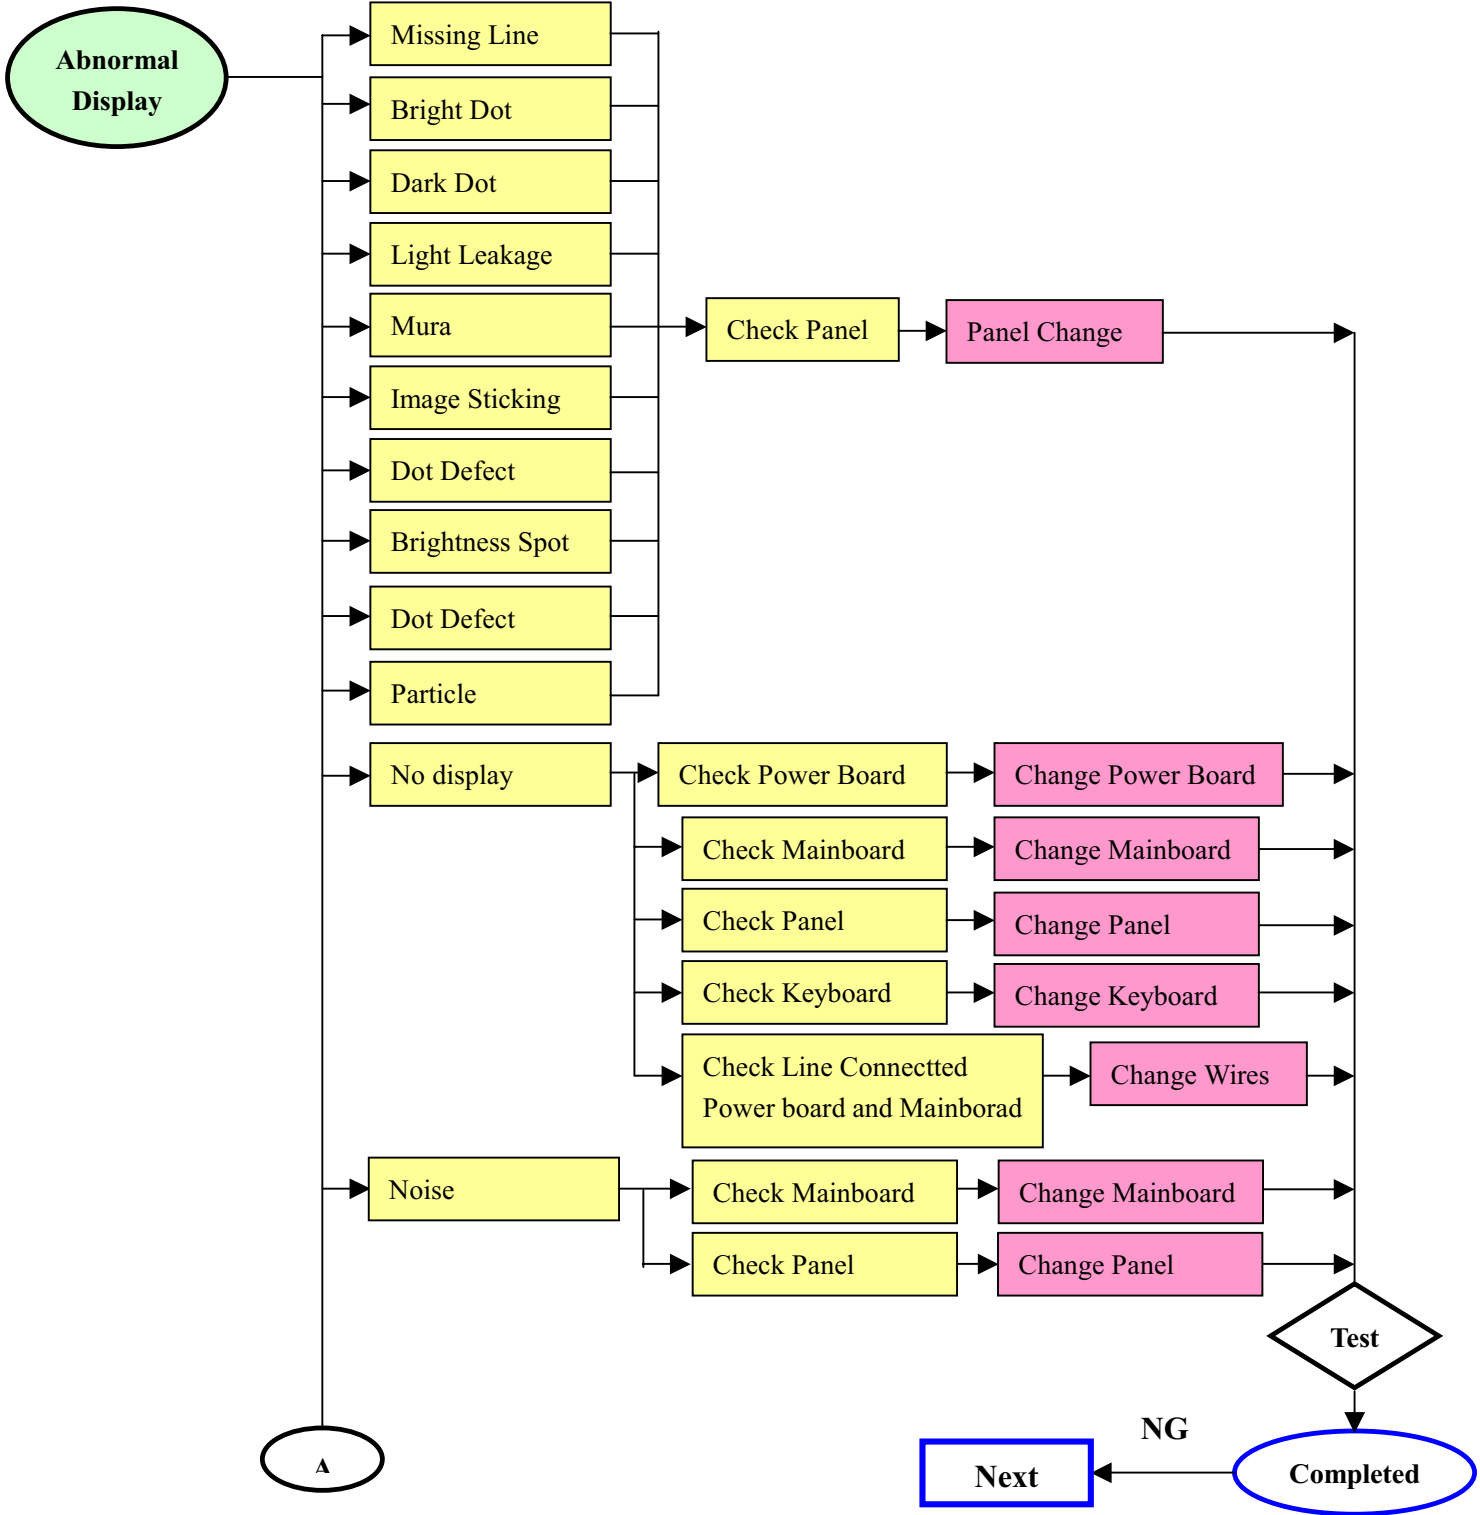 Abnormal
Display
Missing Line
Bright Dot
Dark Dot
Light Leakage
Mura
Check Panel
Panel Change
Image Sticking
Dot Defect
Brightness Spot
Dot Defect
Particle
No display
Check Power Board
Change Power Board
Check Mainboard
Change Mainboard
Check Panel
Change Panel
Check Keyboard
Change Keyboard
Check Line Connectted
Power board and Mainborad
Change Wires
Noise
Check Mainboard
Change Mainboard
Check Panel
Change Panel
Test
NG
A
Next
Completed